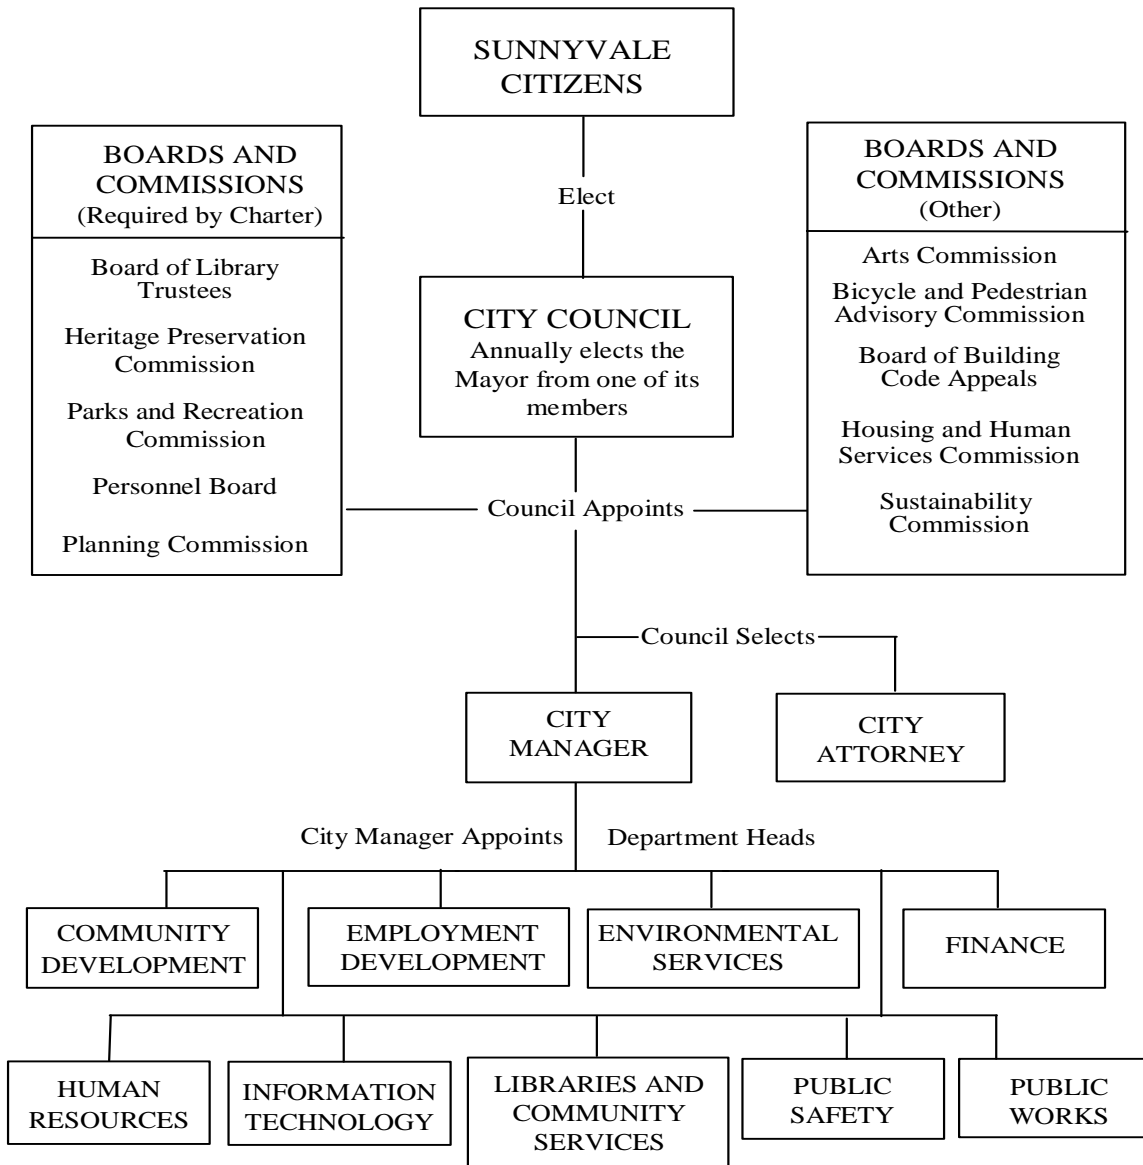 SUNNYVALE
CITIZENS
BOARDS AND
COMMISSIONS
(Required by Charter)
Board of Library
Trustees
Heritage Preservation
Commission
Parks and Recreation
Commission
Personnel Board
Planning Commission
Elect
CITY COUNCIL
Annually elects the
Mayor from one of its
members
BOARDS AND
COMMISSIONS
(Other)
Arts Commission
Bicycle and Pedestrian
Advisory Commission
Board of Building
Code Appeals
Housing and Human
Services Commission
Sustainability
Commission
Council Appoints
Council Selects
CITY
MANAGER
CITY
ATTORNEY
City Manager Appoints
Department Heads
COMMUNITY
DEVELOPMENT
EMPLOYMENT
DEVELOPMENT
ENVIRONMENTAL
SERVICES
FINANCE
HUMAN
RESOURCES
INFORMATION
TECHNOLOGY
LIBRARIES AND
COMMUNITY
SERVICES
PUBLIC
SAFETY
PUBLIC
WORKS